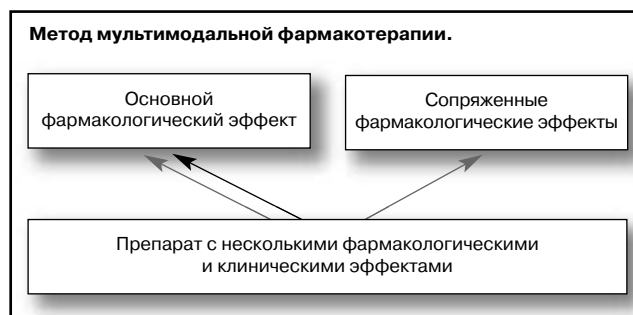 Метод мультимодальной фармакотерапии.
Основной
фармакологический эффект
Сопряженные
фармакологические эффекты
Препарат с несколькими фармакологическими
и клиническими эффектами